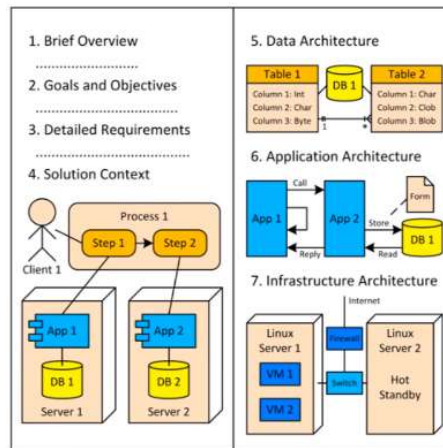 1. Brief Overview
........................
2. Goals and Objectives
.................................
3. Detailed Requirements
....................................
4. Solution Context
Process 1
Step 1
Step 2
Client 1
App 1
App 2
DB 1
DB 2
Server 1
Server 2
5. Data Architecture
Table 1
DB 1
Table 2
Column 1: Int
Column 2: Char
Column 3: Byte
Column 1: Char
Column 2: Clob
Column 3: Blob
1
*
6. Application Architecture
Call
Form
App 1
App 2
Store
DB 1
Reply
Read
7. Infrastructure Architecture
Internet
Linux
Server 1
Firewall
Linux
Server 2
VM 1
Switch
Hot
Standby
VM 2